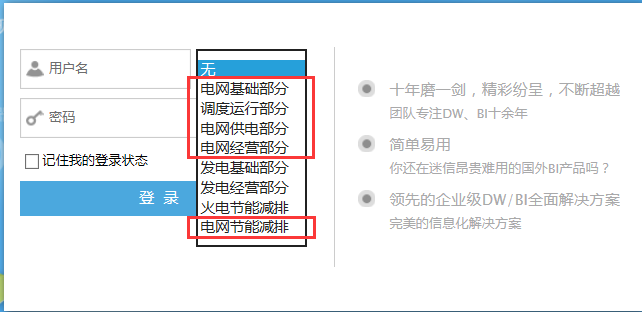 用户名
密码
记住我的登录状态
登 录
无
电网基础部分
调度运行部分
电网供电部分
电网经营部分
发电基础部分
发电经营部分
火电节能减排
电网节能减排
十年磨一剑，精彩纷呈，不断超越
团队专注DW、BI十余年
简单易用
你还在迷信昂贵难用的国外BI产品吗？
领先的企业级DW/BI全面解决方案
完美的信息化解决方案